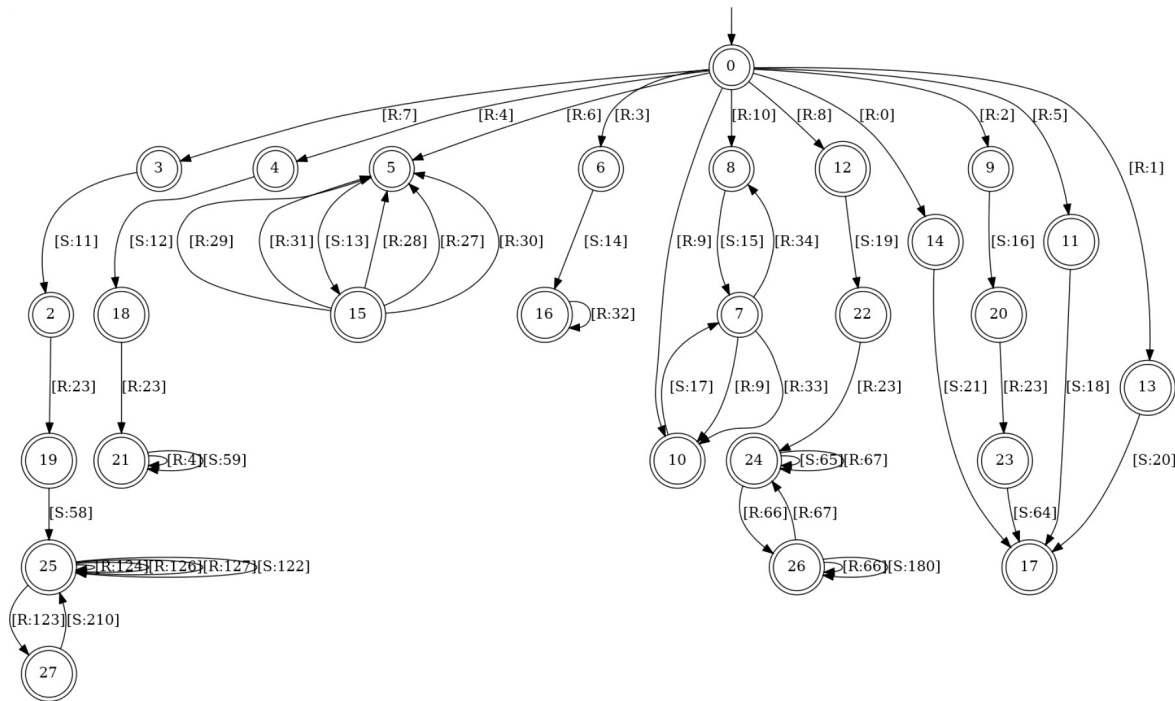 0
[R:7] [R:4] [R:6] [R:3] [R:10] [R:8] [R:0] [R:2] [R:5]
3 4 5 6 8 12 9 [R:1]
14 11
[S:11] [S:12] [R:29] [R:31] [S:13] [R:28] [R:27] [R:30] [S:14] [R:9] [S:15] [R:34] [S:19] [S:16]
2 18 15 16 [R:32] 7 22 20
[R:23] [R:23] [S:17] [R:9] [R:33] [R:23] [S:21] [R:23] [S:18] 13
19 21 [R:4] [S:59] 10 24 [S:65] [R:67] 23 [S:20]
[S:58] [R:66] [R:67] [S:64]
25 [R:124] [R:126] [R:127] [S:122] 26 [R:66] [S:180] 17
[R:123] [S:210]
27